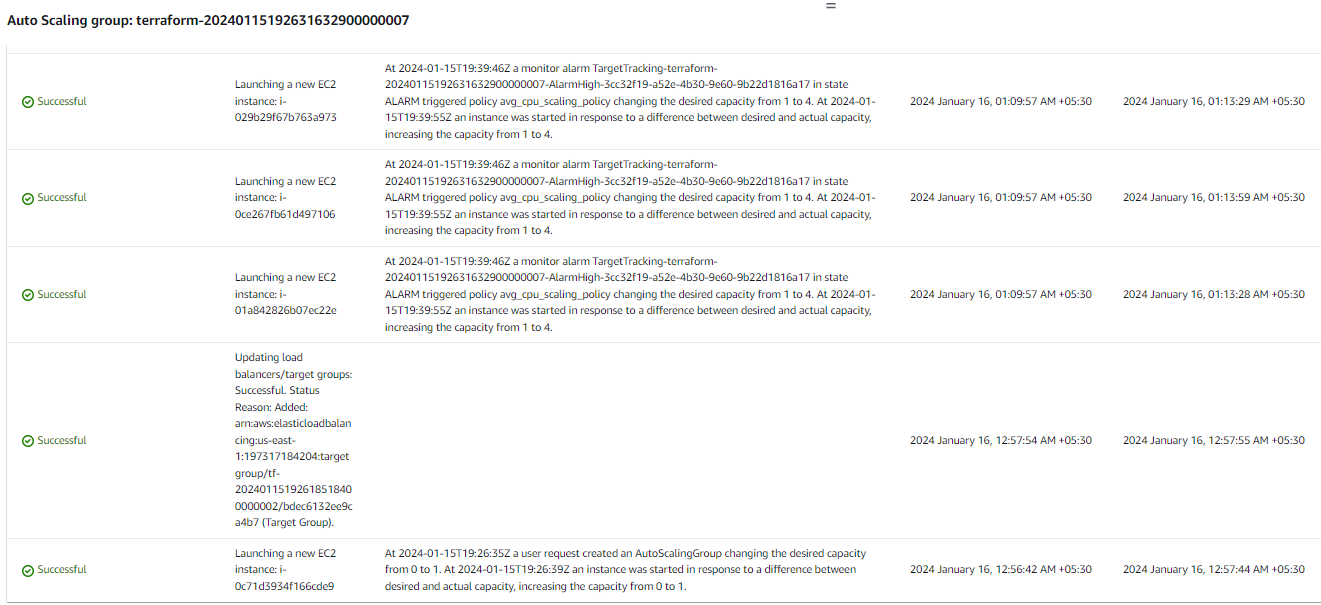 Auto Scaling group: terraform-20240115192631632900000007
Successful
Launching a new EC2
instance: i-
029b29f67b763a973
At 2024-01-15T19:39:46Z a monitor alarm TargetTracking-terraform-
20240115192631632900000007-AlarmHigh-3cc32f19-a52e-4b30-9e60-9b22d1816a17 in state
ALARM triggered policy avg_cpu_scaling_policy changing the desired capacity from 1 to 4. At 2024-01-
15T19:39:55Z an instance was started in response to a difference between desired and actual capacity,
increasing the capacity from 1 to 4.
2024 January 16, 01:09:57 AM +05:30
2024 January 16, 01:13:29 AM +05:30
Successful
Launching a new EC2
instance: i-
0ce267fb61d497106
At 2024-01-15T19:39:46Z a monitor alarm TargetTracking-terraform-
20240115192631632900000007-AlarmHigh-3cc32f19-a52e-4b30-9e60-9b22d1816a17 in state
ALARM triggered policy avg_cpu_scaling_policy changing the desired capacity from 1 to 4. At 2024-01-
15T19:39:55Z an instance was started in response to a difference between desired and actual capacity,
increasing the capacity from 1 to 4.
2024 January 16, 01:09:57 AM +05:30
2024 January 16, 01:13:59 AM +05:30
Successful
Launching a new EC2
instance: i-
01a842826b07ec22e
At 2024-01-15T19:39:46Z a monitor alarm TargetTracking-terraform-
20240115192631632900000007-AlarmHigh-3cc32f19-a52e-4b30-9e60-9b22d1816a17 in state
ALARM triggered policy avg_cpu_scaling_policy changing the desired capacity from 1 to 4. At 2024-01-
15T19:39:55Z an instance was started in response to a difference between desired and actual capacity,
increasing the capacity from 1 to 4.
2024 January 16, 01:09:57 AM +05:30
2024 January 16, 01:13:28 AM +05:30
Successful
Updating load
balancers/target groups:
Successful. Status
Reason: Added:
arn:aws:elasticloadbalan
cing:us-east-
1:197317184204:target
group/tf-
2024011519261851840
0000002/bdec6132ee9c
a4b7 (Target Group).
2024 January 16, 12:57:54 AM +05:30
2024 January 16, 12:57:55 AM +05:30
Successful
Launching a new EC2
instance: i-
0c71d3934f166cde9
At 2024-01-15T19:26:35Z a user request created an AutoScalingGroup changing the desired capacity
from 0 to 1. At 2024-01-15T19:26:39Z an instance was started in response to a difference between
desired and actual capacity, increasing the capacity from 0 to 1.
2024 January 16, 12:56:42 AM +05:30
2024 January 16, 12:57:44 AM +05:30